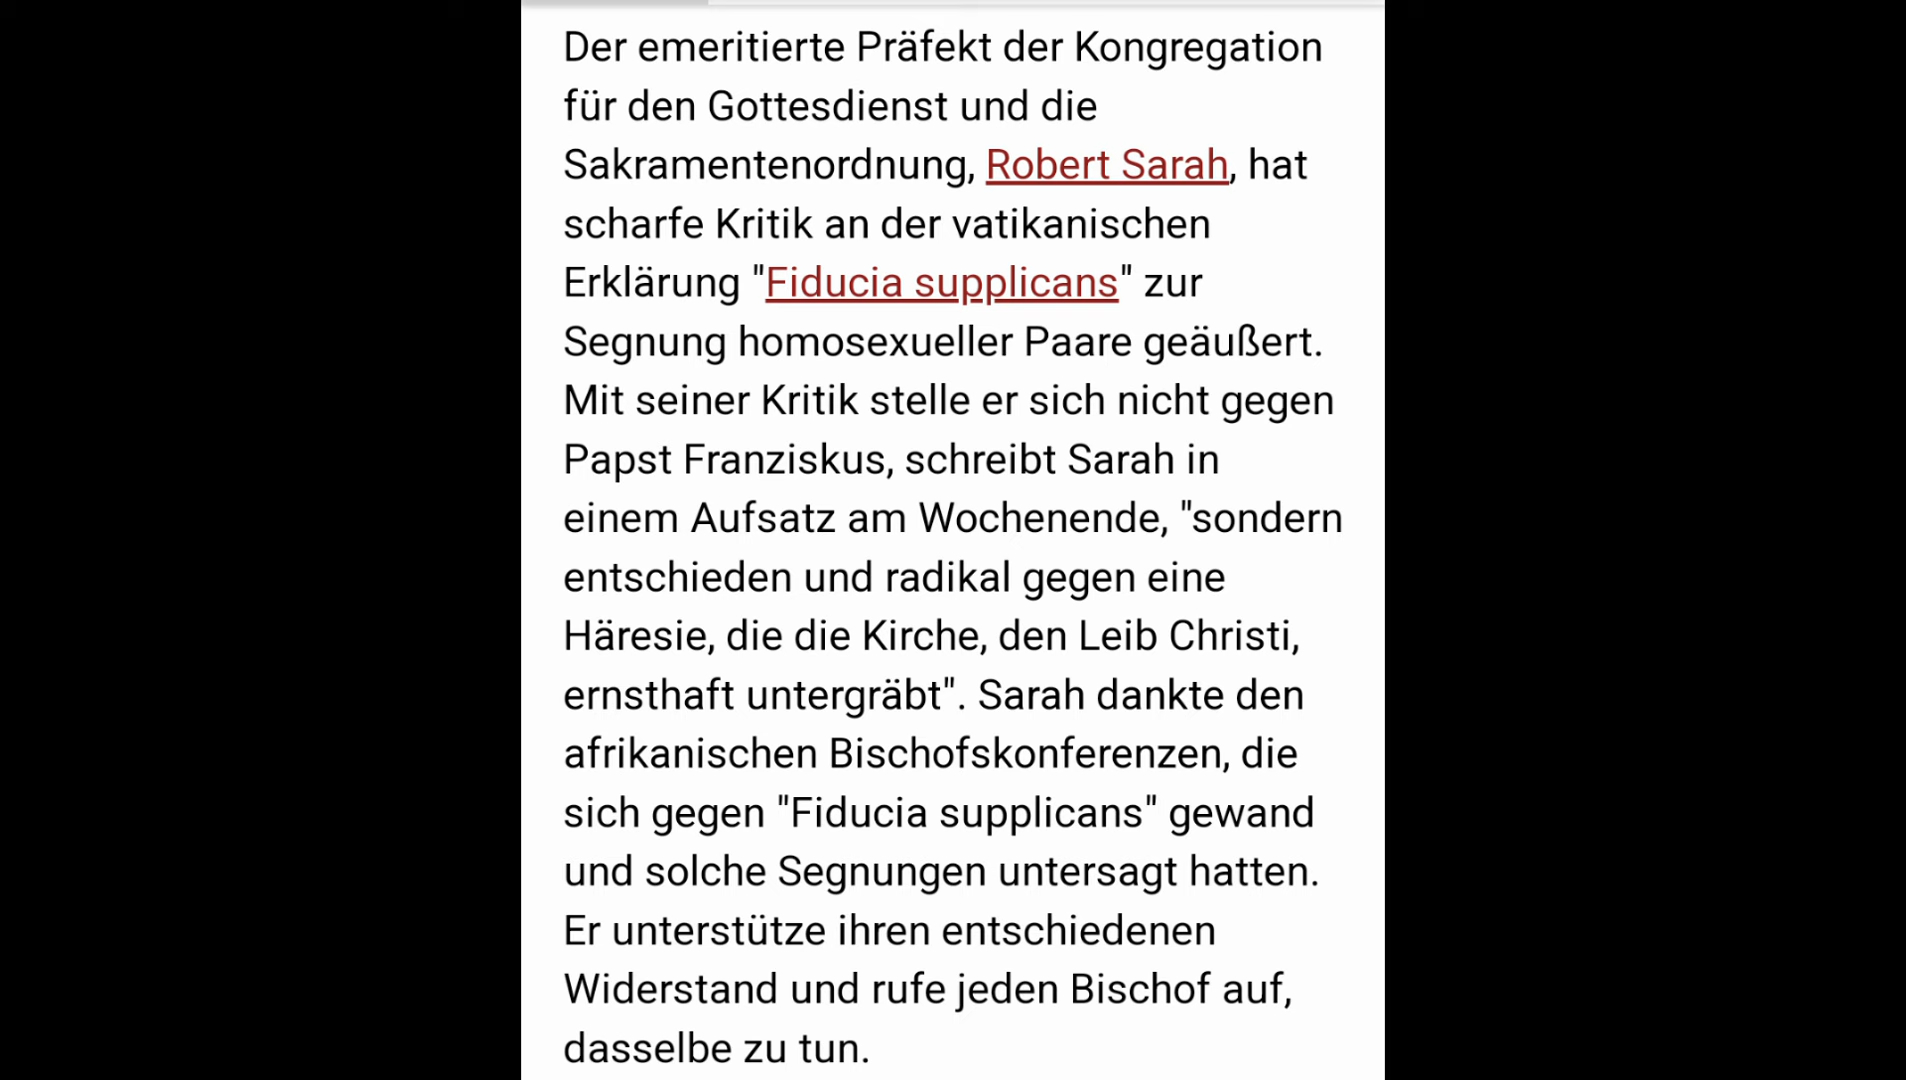 Der emeritierte Präfekt der Kongregation
für den Gottesdienst und die
Sakramentenordnung, Robert Sarah, hat
scharfe Kritik an der vatikanischen
Erklärung "Fiducia supplicans" zur
Segnung homosexueller Paare geäußert.
Mit seiner Kritik stelle er sich nicht gegen
Papst Franziskus, schreibt Sarah in
einem Aufsatz am Wochenende, "sondern
entschieden und radikal gegen eine
Häresie, die die Kirche, den Leib Christi,
ernsthaft untergräbt". Sarah dankte den
afrikanischen Bischofskonferenzen, die
sich gegen "Fiducia supplicans" gewand
und solche Segnungen untersagt hatten.
Er unterstütze ihren entschiedenen
Widerstand und rufe jeden Bischof auf,
dasselbe zu tun.